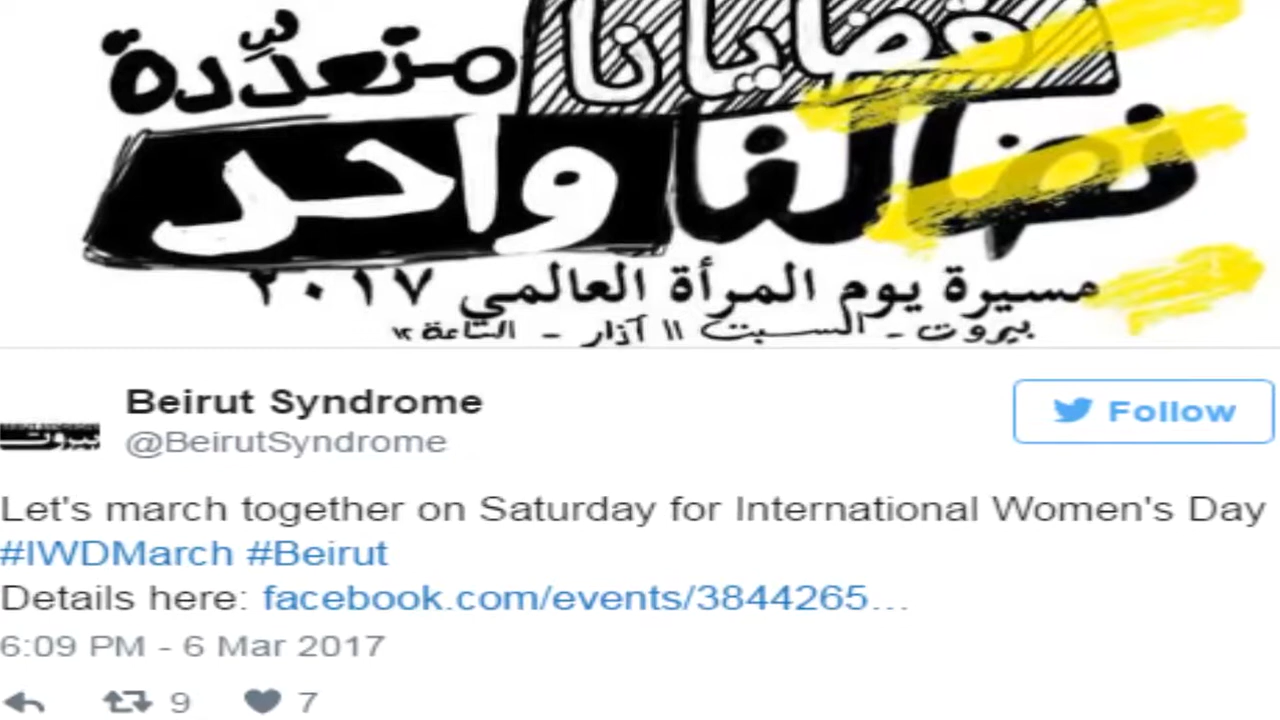 قضايانا متعدّدة
نضالنا واحد
مسيرة يوم المرأة العالمي ٢٠١٧
بيروت - السبت ١١ آذار - الساعة ١٢
Beirut Syndrome
@BeirutSyndrome
Follow
Let's march together on Saturday for International Women's Day
#IWDMarch #Beirut
Details here: facebook.com/events/3844265...
6:09 PM - 6 Mar 2017
9 7